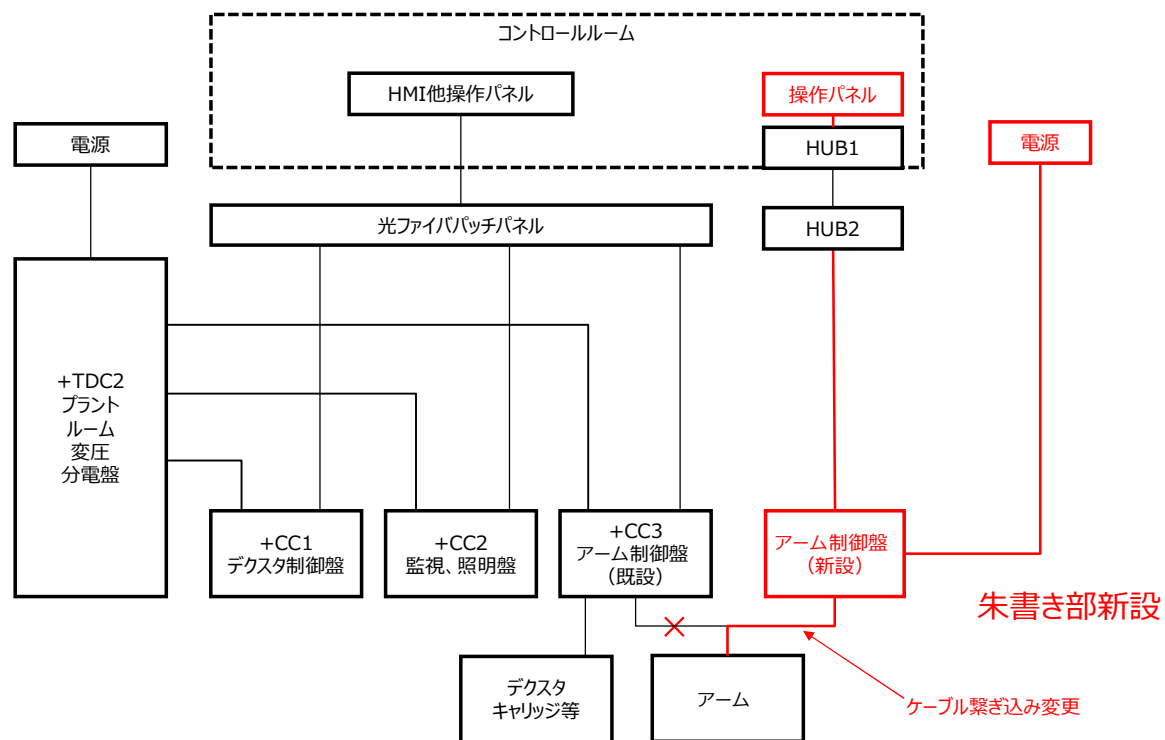 コントロールルーム
HMI他操作パネル
操作パネル
電源
HUB1
電源
光ファイバパッチパネル
HUB2
+TDC2
プラント
ルーム
変圧
分電盤
+CC1
デクスタ制御盤
+CC2
監視、照明盤
+CC3
アーム制御盤
(既設)
アーム制御盤
(新設)
朱書き部新設
デクスタ
キャリッジ等
アーム
ケーブル繋ぎ込み変更